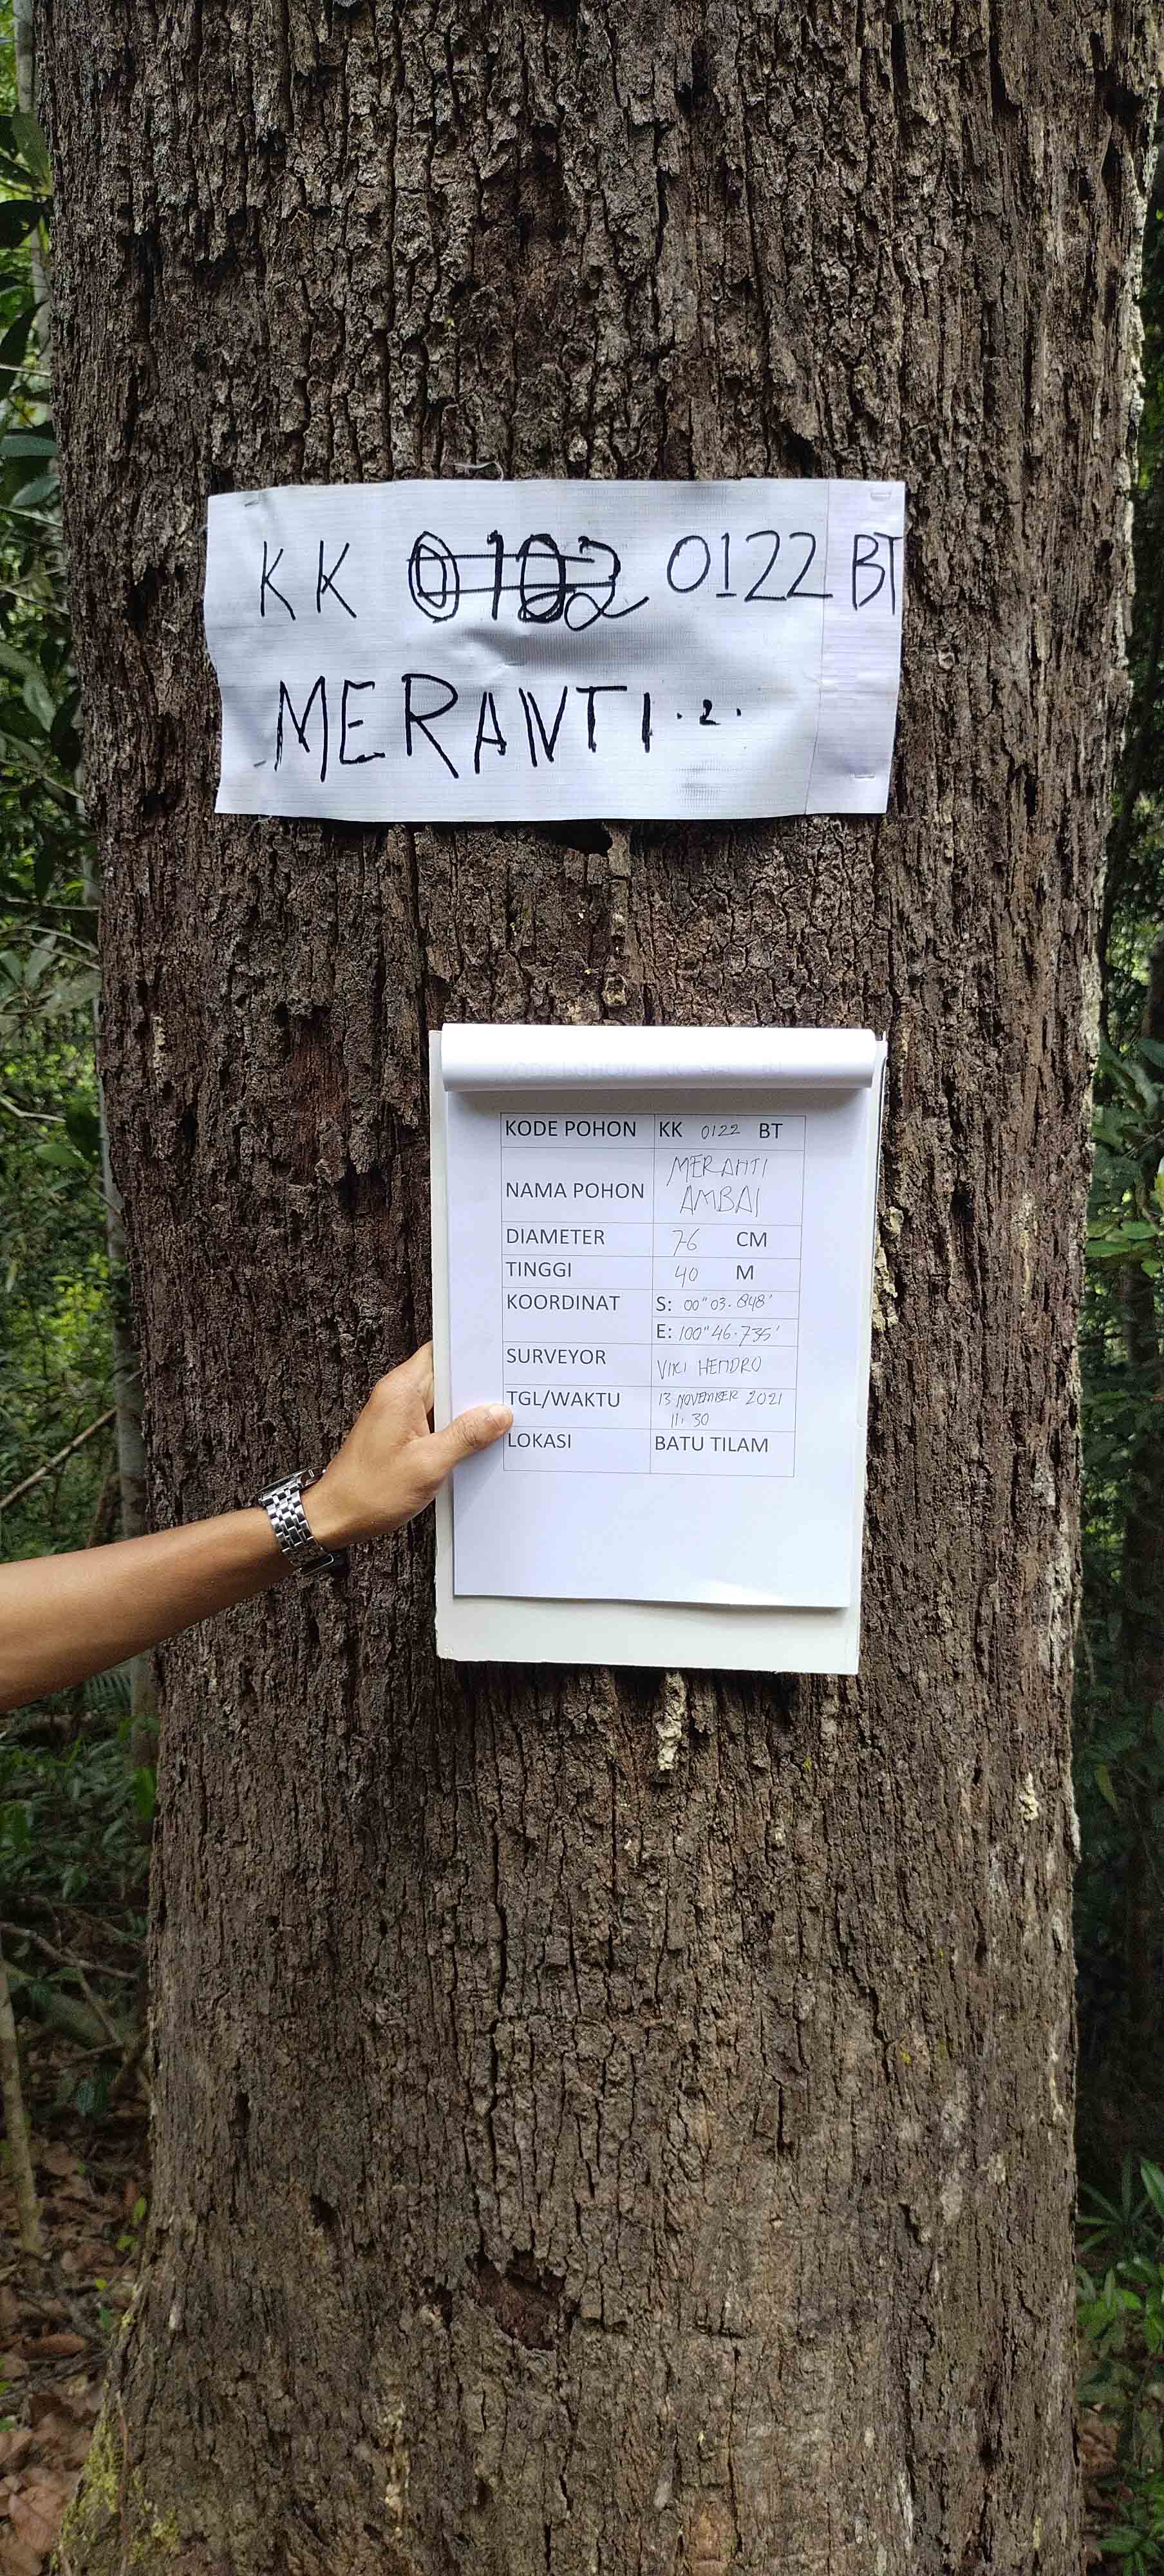 KK 0122 BT
MERANTI .2.
KODE POHON KK 0122 BT
NAMA POHON MERANTI AMBAI
DIAMETER 76 CM
TINGGI 40 M
KOORDINAT S: 00" 03.848'
E: 100" 46.735'
SURVEYOR VIKI HENDRO
TGL/WAKTU 13 NOVEMBER 2021
11.30
LOKASI BATU TILAM